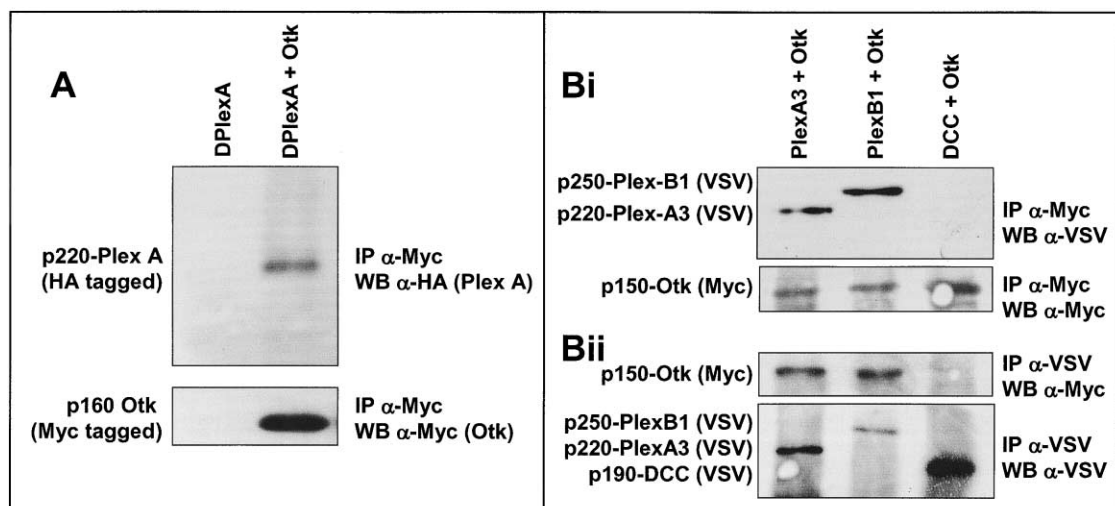 A
DPlexA
DPlexA + Otk
p220-Plex A
(HA tagged)
IP α-Myc
WB α-HA (Plex A)
p160 Otk
(Myc tagged)
IP α-Myc
WB α-Myc (Otk)
Bi
PlexA3 + Otk
PlexB1 + Otk
DCC + Otk
p250-Plex-B1 (VSV)
p220-Plex-A3 (VSV)
IP α-Myc
WB α-VSV
p150-Otk (Myc)
IP α-Myc
WB α-Myc
Bii
p150-Otk (Myc)
IP α-VSV
WB α-Myc
p250-PlexB1 (VSV)
p220-PlexA3 (VSV)
p190-DCC (VSV)
IP α-VSV
WB α-VSV